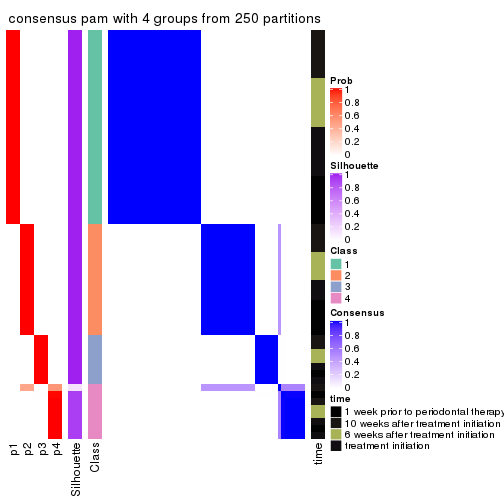 consensus pam with 4 groups from 250 partitions
Prob
1
0.8
0.6
0.4
0.2
0
Silhouette
1
0.8
0.6
0.4
0.2
0
Class
1
2
3
4
Consensus
1
0.8
0.6
0.4
0.2
0
time
1 week prior to periodontal therapy
10 weeks after treatment initiation
6 weeks after treatment initiation
treatment initiation
p1
p2
p3
p4
Silhouette
Class
time